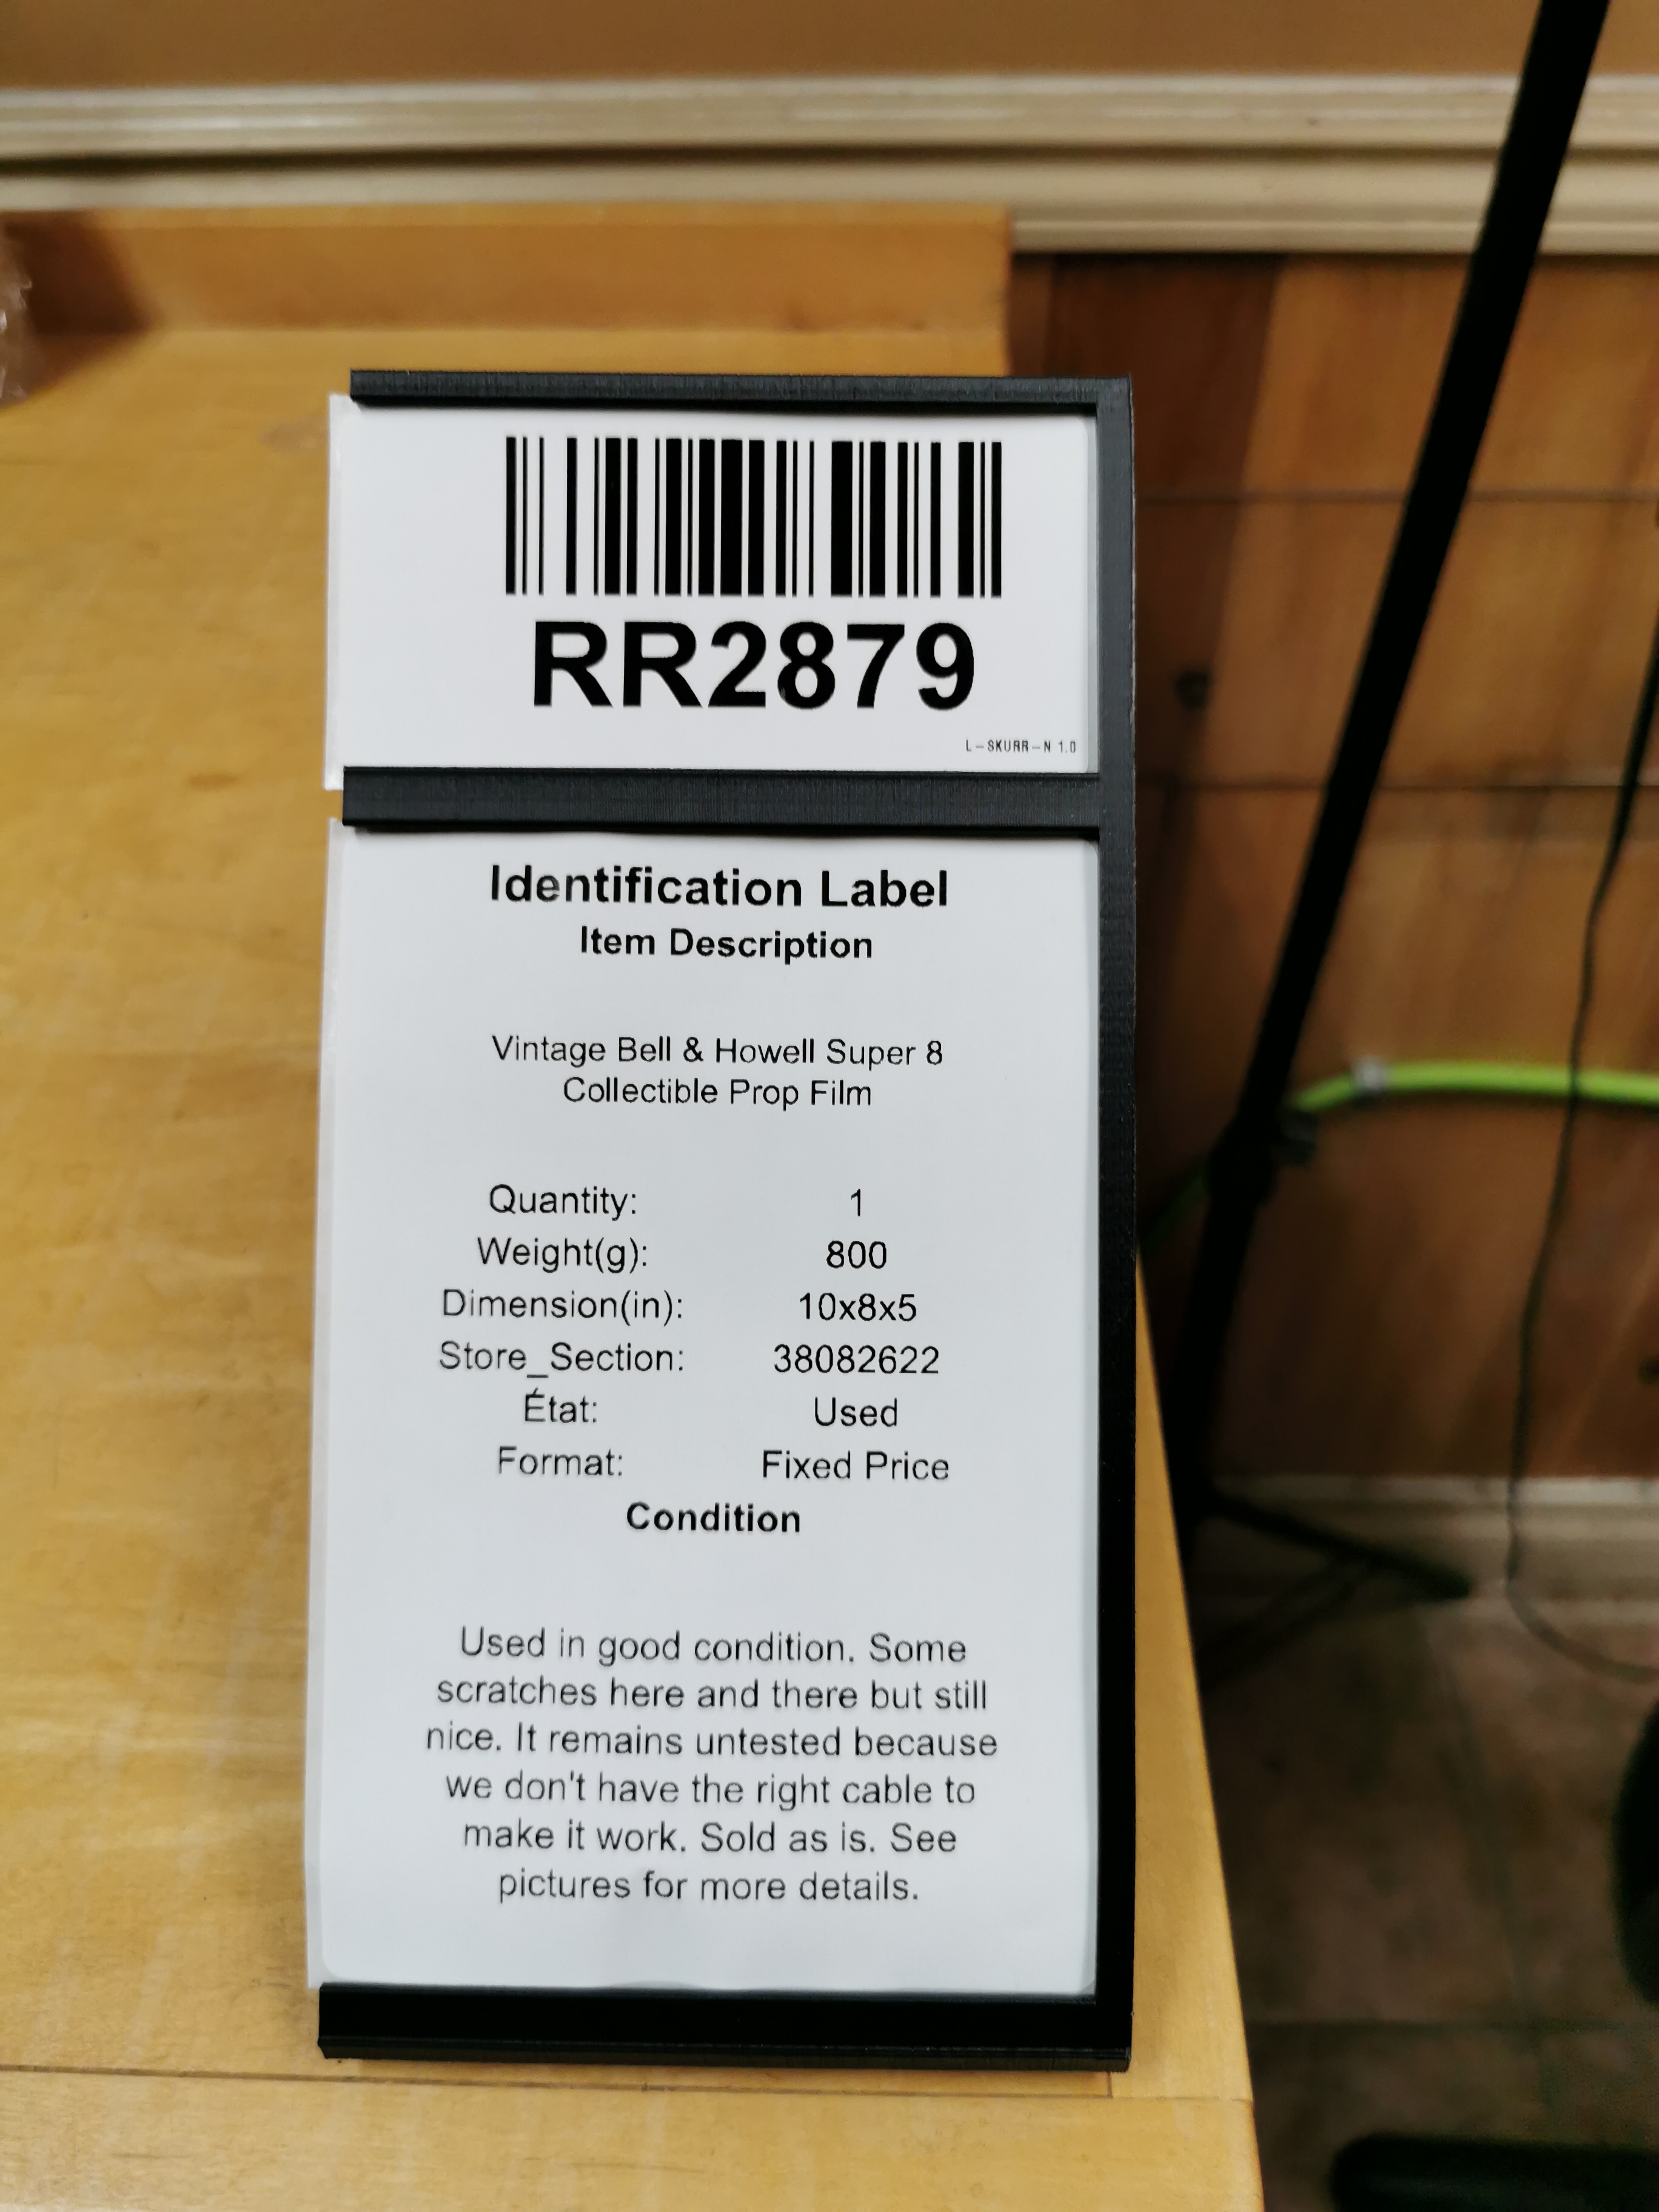 RR2879
L-SKURR-N 1.0
Identification Label
Item Description
Vintage Bell & Howell Super 8
Collectible Prop Film
Quantity: 1
Weight(g): 800
Dimension(in): 10x8x5
Store_Section: 38082622
État: Used
Format: Fixed Price
Condition
Used in good condition. Some
scratches here and there but still
nice. It remains untested because
we don't have the right cable to
make it work. Sold as is. See
pictures for more details.